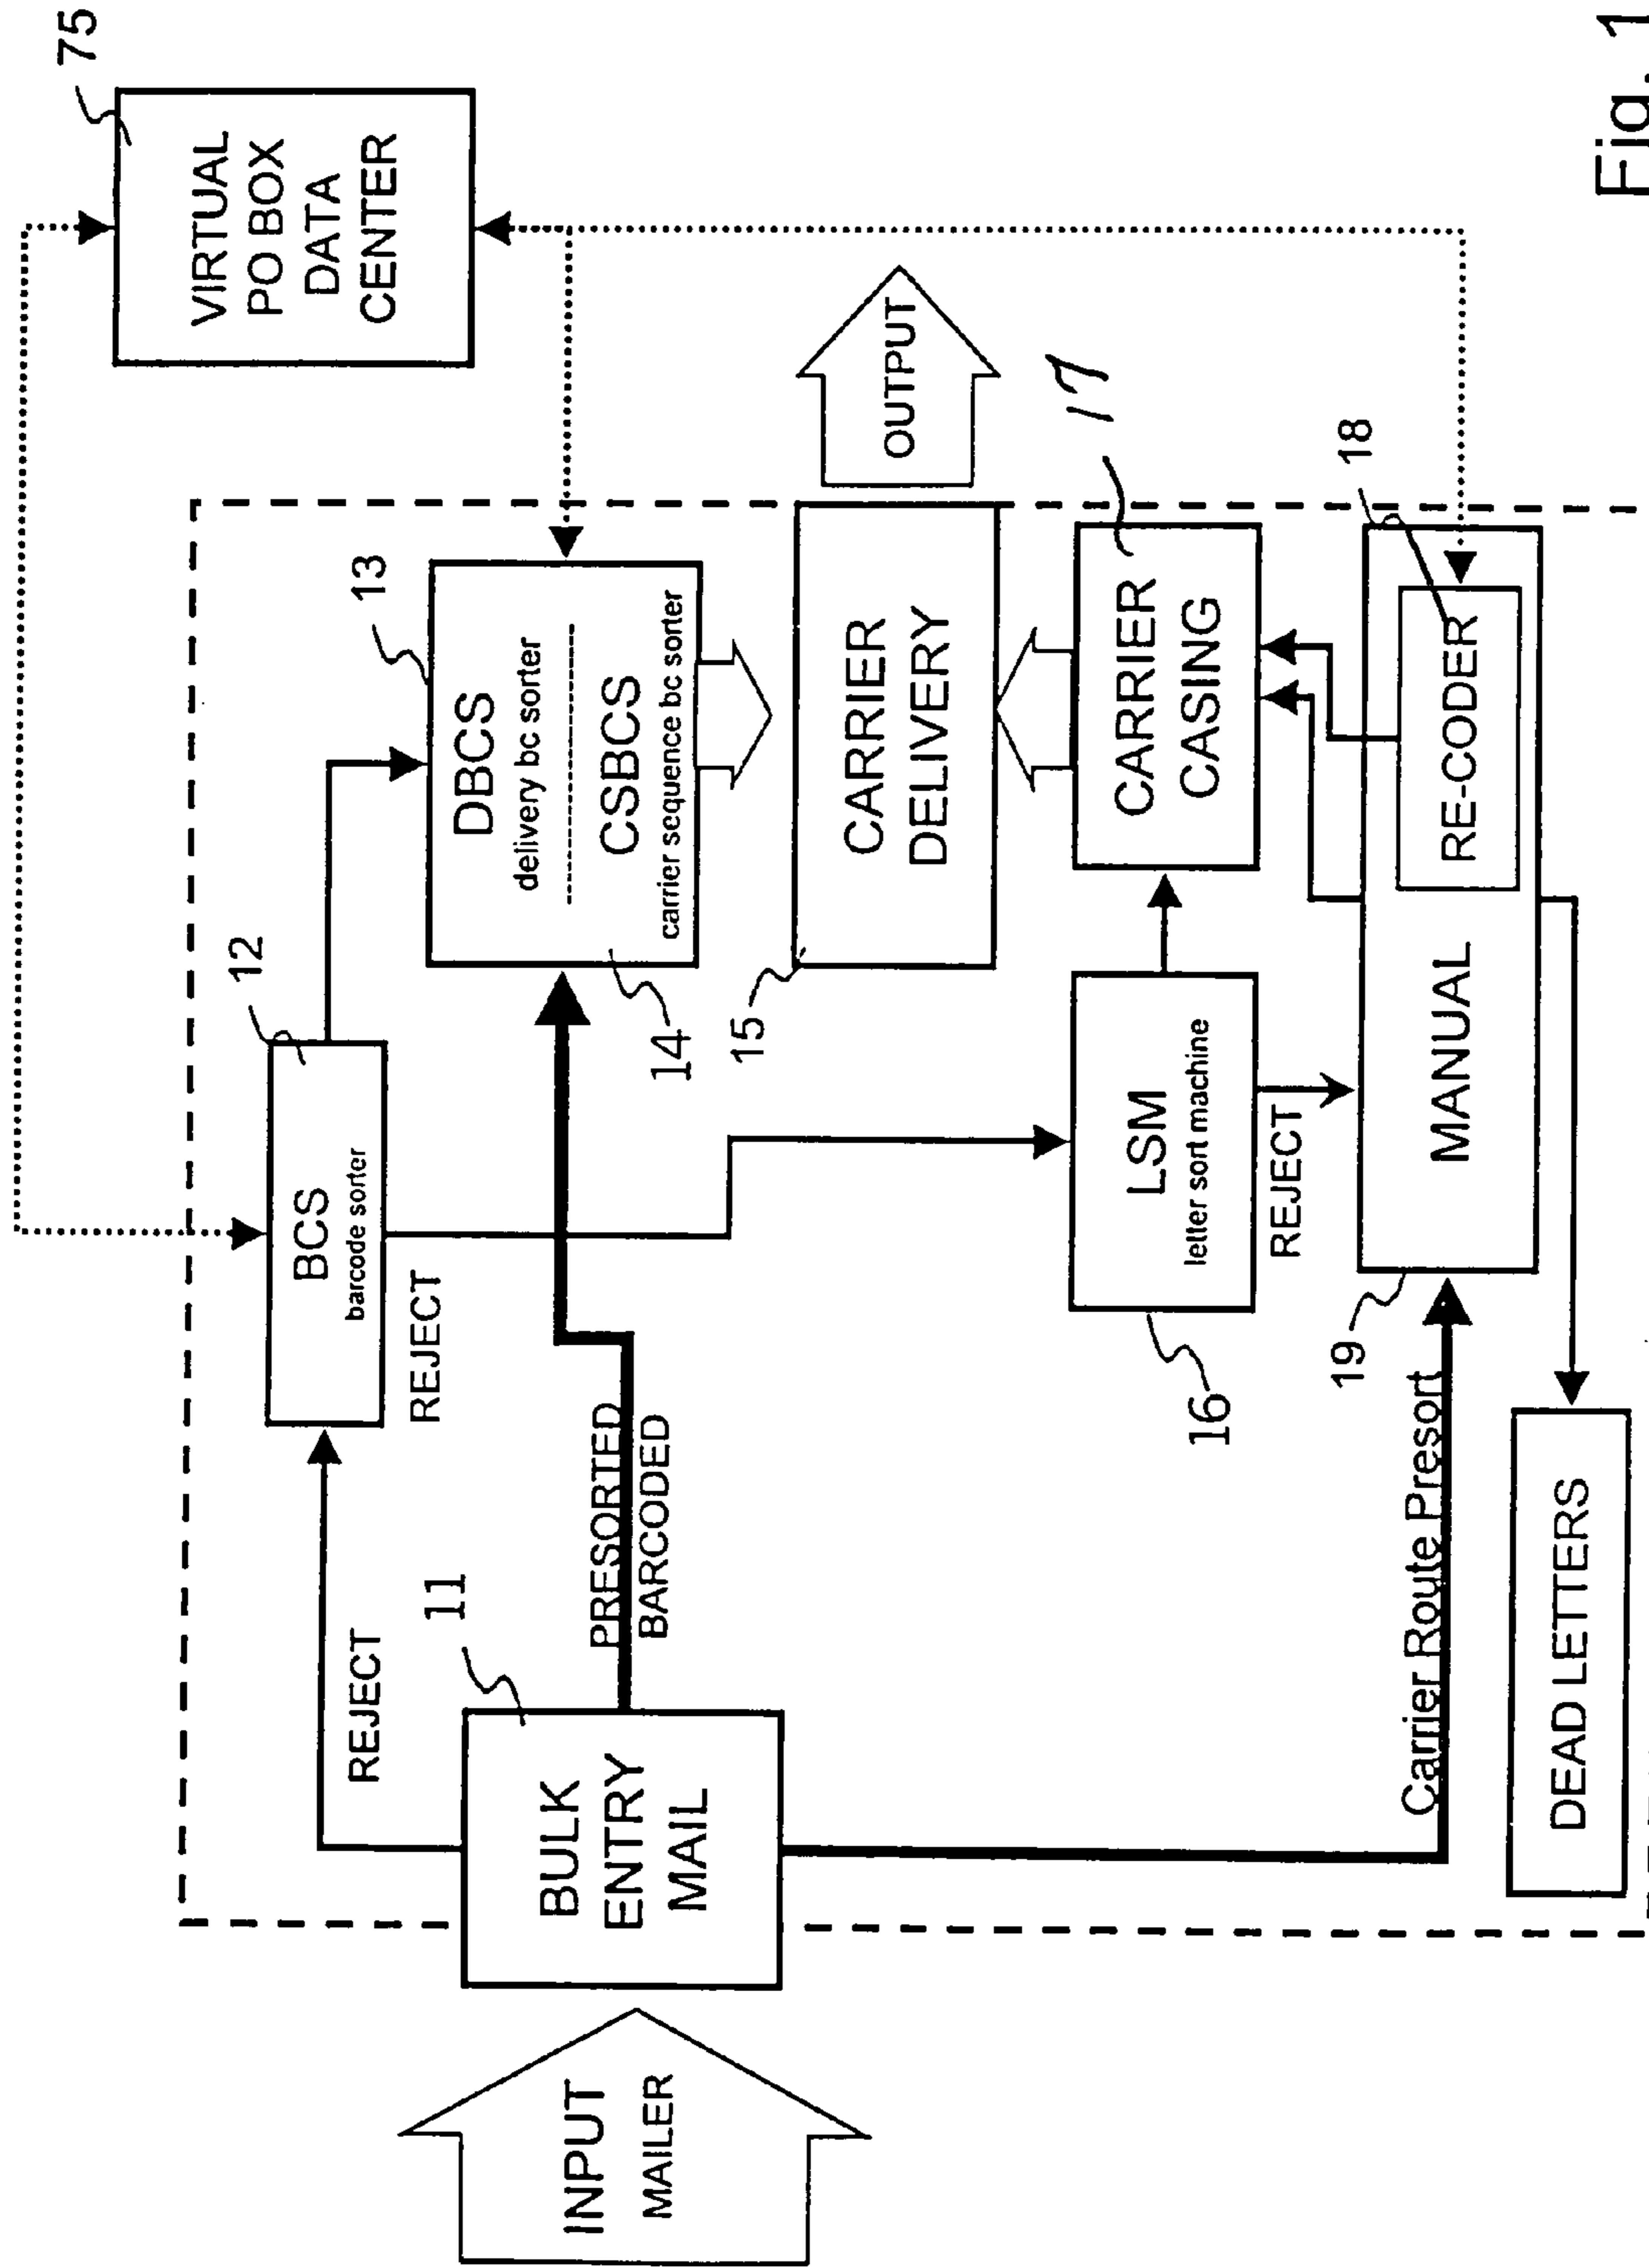 75
VIRTUAL
PO BOX
DATA
CENTER
12
BCS
barcode sorter
REJECT
REJECT
13
DBCS
delivery bc sorter
CSBCS
carrier sequence bc sorter
14
11
BULK
ENTRY
MAIL
PRESORTED
BARCODED
INPUT
MAILER
OUTPUT
15
CARRIER
DELIVERY
17
CARRIER
CASING
16
LSM
letter sort machine
REJECT
18
RE-CODER
19
MANUAL
Carrier Route Presort
DEAD LETTERS
Fig. 1